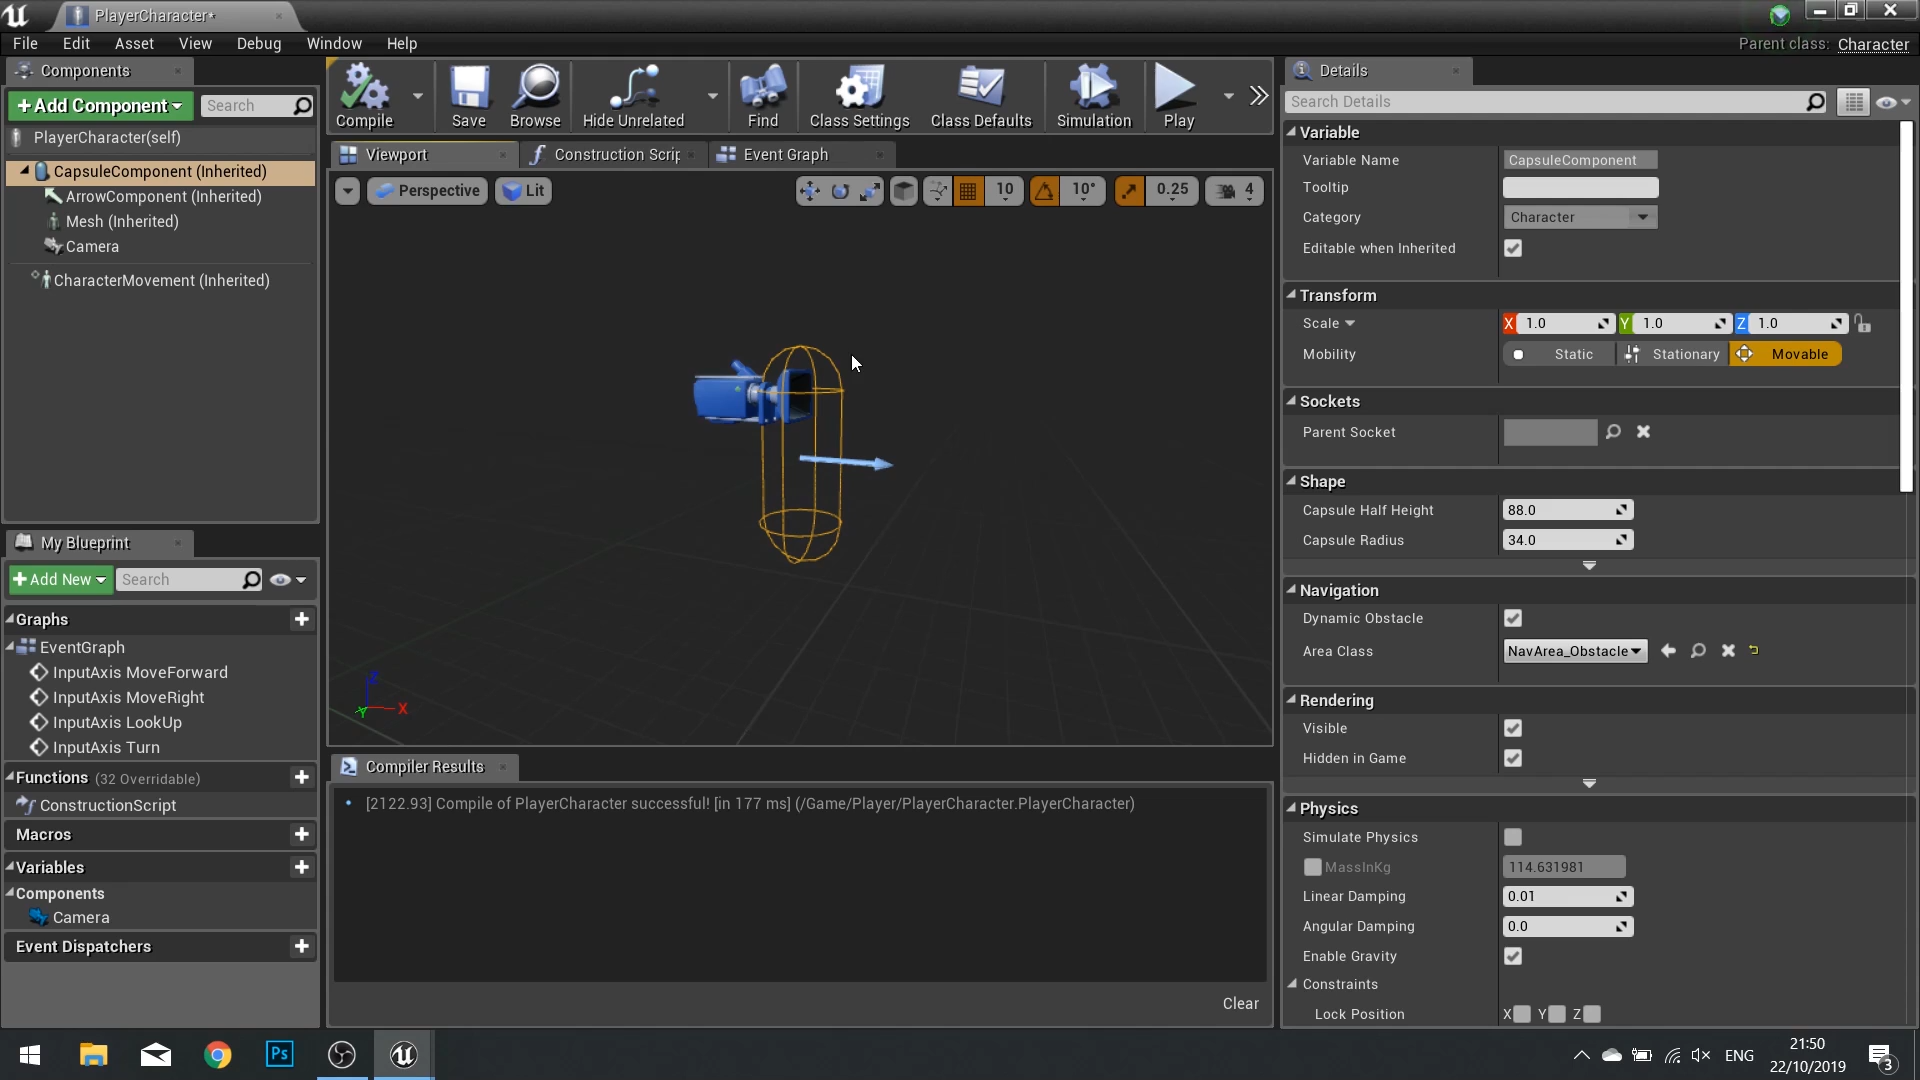 PlayerCharacter*
File Edit Asset View Debug Window Help
Parent class: Character
Components
+Add Component
Search
PlayerCharacter(self)
CapsuleComponent (Inherited)
ArrowComponent (Inherited)
Mesh (Inherited)
Camera
CharacterMovement (Inherited)
My Blueprint
+Add New
Search
Graphs
EventGraph
InputAxis MoveForward
InputAxis MoveRight
InputAxis LookUp
InputAxis Turn
Functions (32 Overridable)
ConstructionScript
Macros
Variables
Components
Camera
Event Dispatchers
Compile Save Browse Hide Unrelated Find Class Settings Class Defaults Simulation Play
Viewport Construction Scrip Event Graph
Perspective Lit 10 10° 0.25 4
Z
Y X
Compiler Results
[2122.93] Compile of PlayerCharacter successful! [in 177 ms] (/Game/Player/PlayerCharacter.PlayerCharacter)
Clear
Details
Search Details
Variable
Variable Name CapsuleComponent
Tooltip
Category Character
Editable when Inherited
Transform
Scale X 1.0 Y 1.0 Z 1.0
Mobility Static Stationary Movable
Sockets
Parent Socket
Shape
Capsule Half Height 88.0
Capsule Radius 34.0
Navigation
Dynamic Obstacle
Area Class NavArea_Obstacle
Rendering
Visible
Hidden in Game
Physics
Simulate Physics
MassInKg 114.631981
Linear Damping 0.01
Angular Damping 0.0
Enable Gravity
Constraints
Lock Position X Y Z
Ps
ENG
21:50
22/10/2019
3